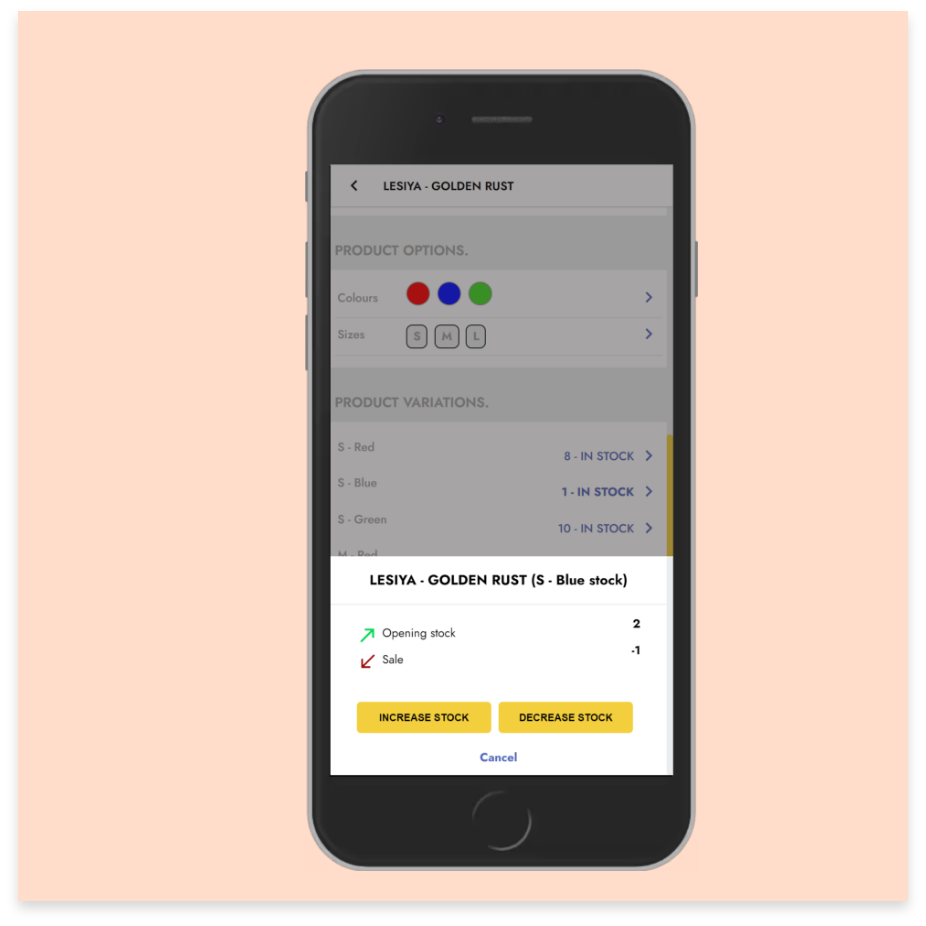 LESIYA - GOLDEN RUST
PRODUCT OPTIONS.
Colours
Sizes S M L
PRODUCT VARIATIONS.
S - Red 8 - IN STOCK
S - Blue 1 - IN STOCK
S - Green 10 - IN STOCK
M - Red
LESIYA - GOLDEN RUST (S - Blue stock)
Opening stock 2
Sale -1
INCREASE STOCK DECREASE STOCK
Cancel